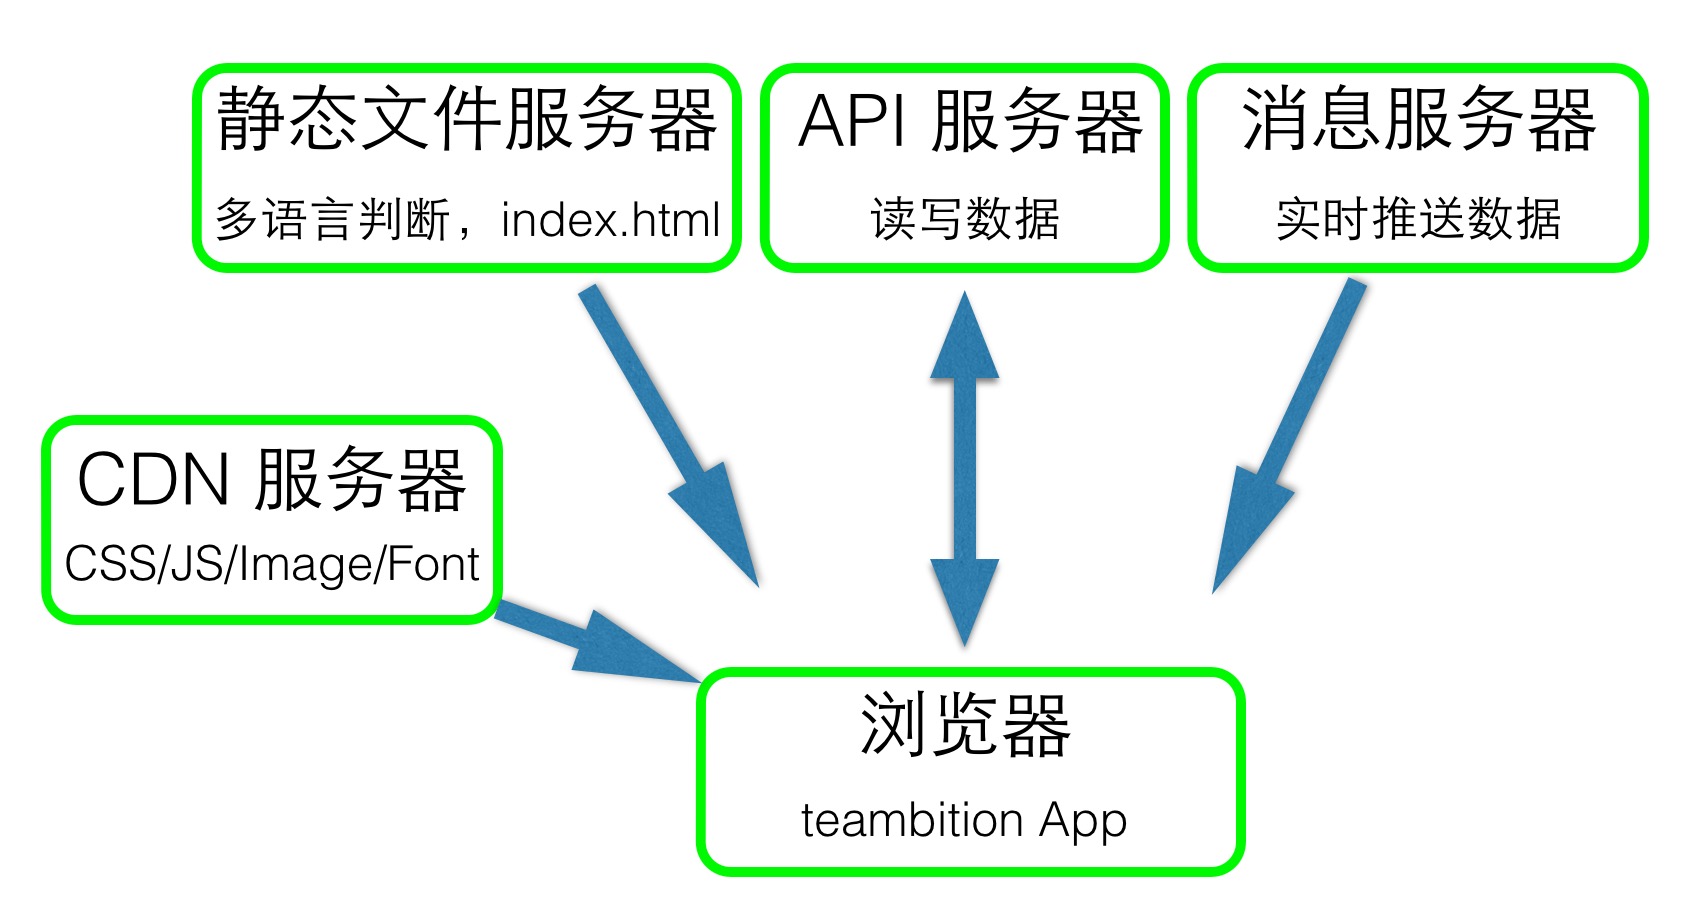 静态文件服务器
多语言判断，index.html
API 服务器
读写数据
消息服务器
实时推送数据
CDN 服务器
CSS/JS/Image/Font
浏览器
teambition App